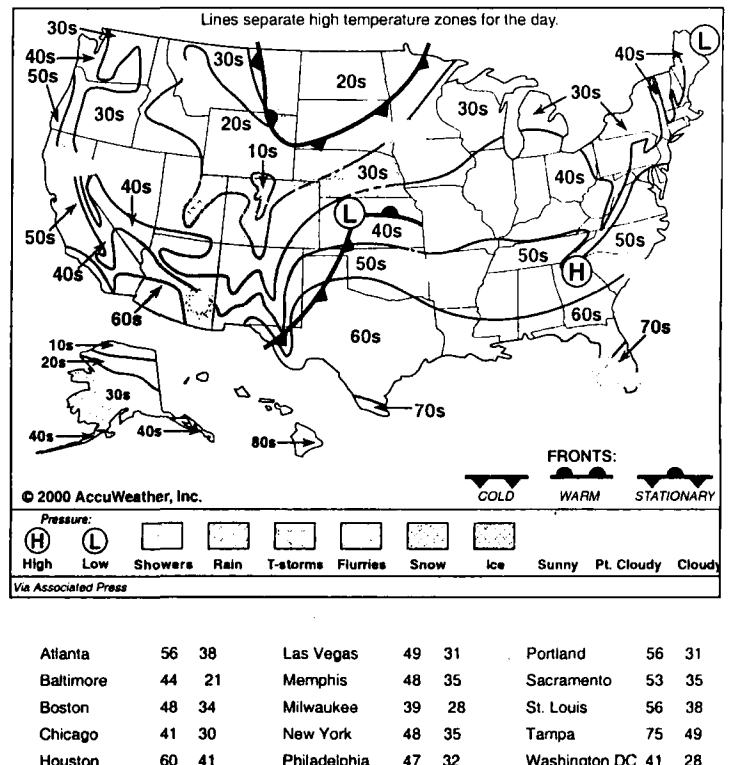 Lines separate high temperature zones for the day.
30s
40s
50s
30s
30s
20s
20s
10s
30s
30s
40s
L
30s
40s
L
40s
50s
50s
50s
H
40s
50s
40s
60s
60s
60s
70s
70s
10s
20s
30s
40s
40s
80s
FRONTS:
COLD WARM STATIONARY
© 2000 AccuWeather, Inc.
Pressure:
H L
High Low Showers Rain T-storms Flurries Snow Ice Sunny Pt. Cloudy Cloudy
Via Associated Press
Atlanta 56 38 Las Vegas 49 31 Portland 56 31
Baltimore 44 21 Memphis 48 35 Sacramento 53 35
Boston 48 34 Milwaukee 39 28 St. Louis 56 38
Chicago 41 30 New York 48 35 Tampa 75 49
Houston 60 41 Philadelphia 47 32 Washington DC 41 28